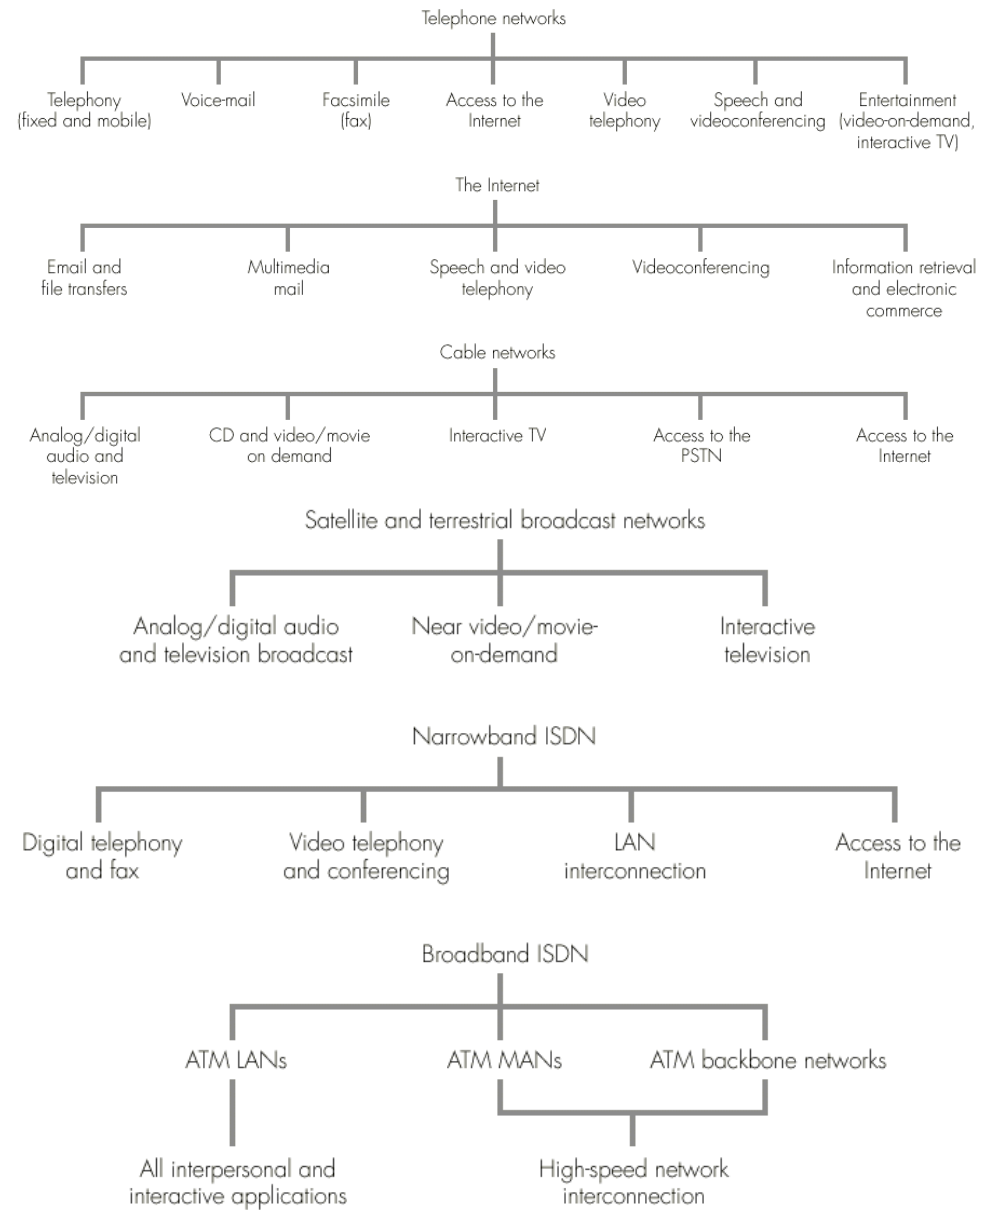 Telephone networks
Telephony
(fixed and mobile)
Voice-mail
Facsimile
(fax)
Access to the
Internet
Video
telephony
Speech and
videoconferencing
Entertainment
(video-on-demand,
interactive TV)
The Internet
Email and
file transfers
Multimedia
mail
Speech and video
telephony
Videoconferencing
Information retrieval
and electronic
commerce
Cable networks
Analog/digital
audio and
television
CD and video/movie
on demand
Interactive TV
Access to the
PSTN
Access to the
Internet
Satellite and terrestrial broadcast networks
Analog/digital audio
and television broadcast
Near video/movie-
on-demand
Interactive
television
Narrowband ISDN
Digital telephony
and fax
Video telephony
and conferencing
LAN
interconnection
Access to the
Internet
Broadband ISDN
ATM LANs
ATM MANs
ATM backbone networks
All interpersonal and
interactive applications
High-speed network
interconnection